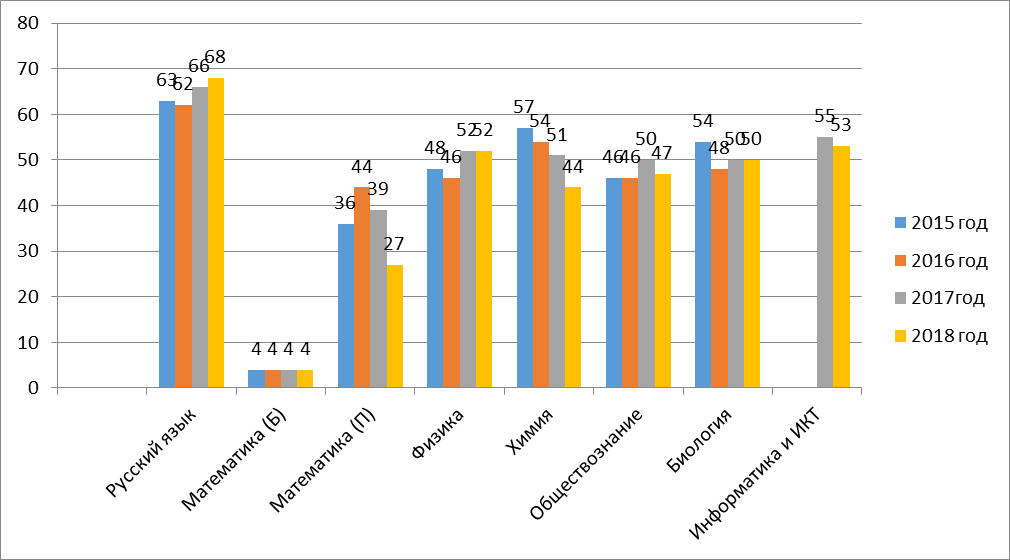 80
70
60
50
40
30
20
10
0
63 62 66 68
4 4 4 4
36 44 39 27
48 46 52 52
57 54 51 44
46 46 50 47
54 48 50 50
55 53
Русский язык
Математика (Б)
Математика (П)
Физика
Химия
Обществознание
Биология
Информатика и ИКТ
2015 год
2016 год
2017год
2018 год